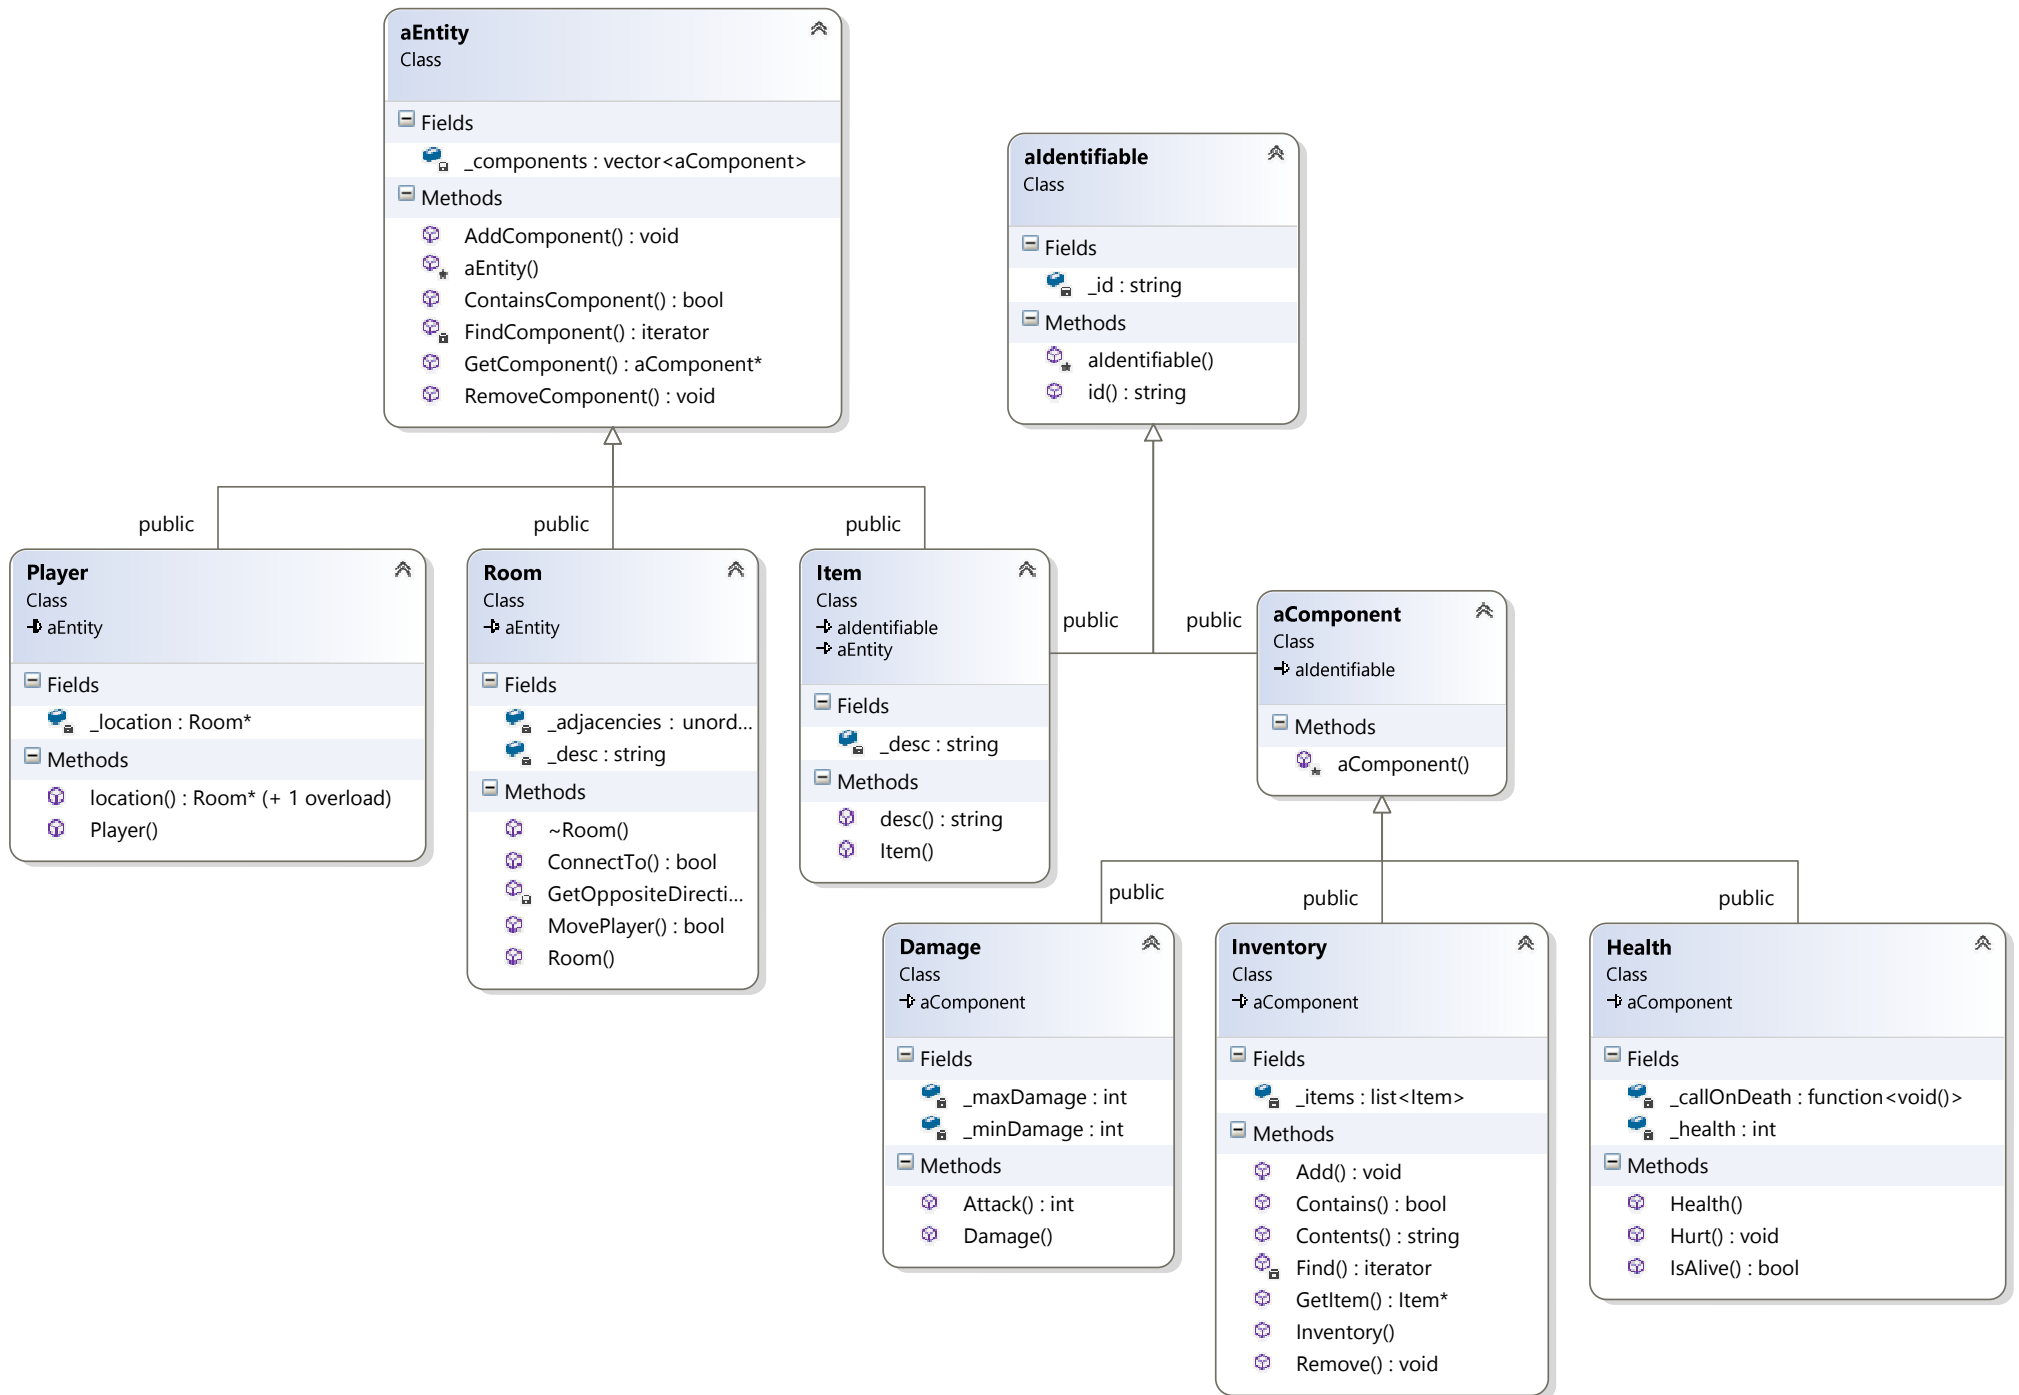 aEntity
Class
Fields
_components : vector<aComponent>
Methods
AddComponent() : void
aEntity()
ContainsComponent() : bool
FindComponent() : iterator
GetComponent() : aComponent*
RemoveComponent() : void
aIdentifiable
Class
Fields
_id : string
Methods
aIdentifiable()
id() : string
public
public
public
Player
Class
aEntity
Fields
_location : Room*
Methods
location() : Room* (+ 1 overload)
Player()
Room
Class
aEntity
Fields
_adjacencies : unord...
_desc : string
Methods
~Room()
ConnectTo() : bool
GetOppositeDirecti...
MovePlayer() : bool
Room()
Item
Class
aIdentifiable
aEntity
Fields
_desc : string
Methods
desc() : string
Item()
public
public
aComponent
Class
aIdentifiable
Methods
aComponent()
public
public
public
Damage
Class
aComponent
Fields
_maxDamage : int
_minDamage : int
Methods
Attack() : int
Damage()
Inventory
Class
aComponent
Fields
_items : list<Item>
Methods
Add() : void
Contains() : bool
Contents() : string
Find() : iterator
GetItem() : Item*
Inventory()
Remove() : void
Health
Class
aComponent
Fields
_callOnDeath : function<void()>
_health : int
Methods
Health()
Hurt() : void
IsAlive() : bool